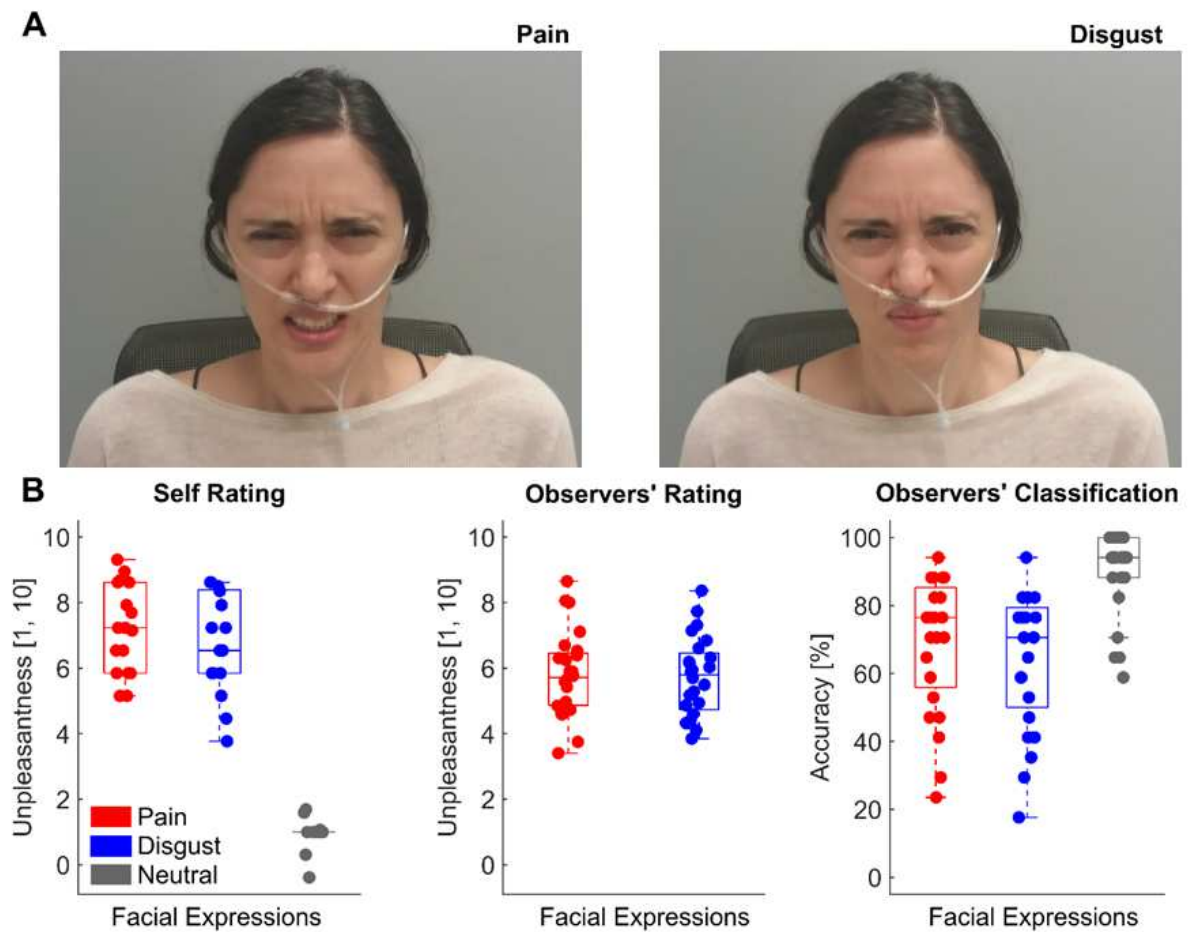 A
Pain
Disgust
B
Self Rating
Observers' Rating
Observers' Classification
Unpleasantness [1, 10]
10
8
6
4
2
0
Pain
Disgust
Neutral
Facial Expressions
Unpleasantness [1, 10]
10
8
6
4
2
0
Facial Expressions
Accuracy [%]
100
80
60
40
20
0
Facial Expressions